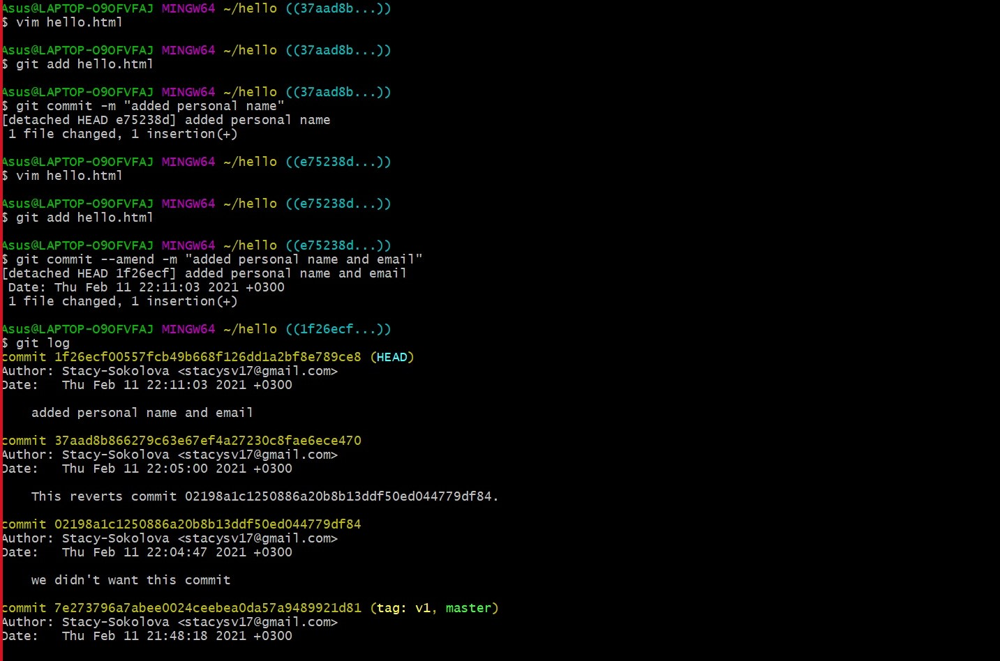 Asus@LAPTOP-O9OFVFAJ MINGW64 ~/hello ((37aad8b...))
$ vim hello.html
Asus@LAPTOP-O9OFVFAJ MINGW64 ~/hello ((37aad8b...))
$ git add hello.html
Asus@LAPTOP-O9OFVFAJ MINGW64 ~/hello ((37aad8b...))
$ git commit -m "added personal name"
[detached HEAD e75238d] added personal name
1 file changed, 1 insertion(+)
Asus@LAPTOP-O9OFVFAJ MINGW64 ~/hello ((e75238d...))
$ vim hello.html
Asus@LAPTOP-O9OFVFAJ MINGW64 ~/hello ((e75238d...))
$ git add hello.html
Asus@LAPTOP-O9OFVFAJ MINGW64 ~/hello ((e75238d...))
$ git commit --amend -m "added personal name and email"
[detached HEAD 1f26ecf] added personal name and email
Date: Thu Feb 11 22:11:03 2021 +0300
1 file changed, 1 insertion(+)
Asus@LAPTOP-O9OFVFAJ MINGW64 ~/hello ((1f26ecf...))
$ git log
commit 1f26ecf00557fcb49b668f126dd1a2bf8e789ce8 (HEAD)
Author: Stacy-Sokolova <stacysv17@gmail.com>
Date:   Thu Feb 11 22:11:03 2021 +0300
added personal name and email
commit 37aad8b866279c63e67ef4a27230c8fae6ece470
Author: Stacy-Sokolova <stacysv17@gmail.com>
Date:   Thu Feb 11 22:05:00 2021 +0300
This reverts commit 02198a1c1250886a20b8b13ddf50ed044779df84.
commit 02198a1c1250886a20b8b13ddf50ed044779df84
Author: Stacy-Sokolova <stacysv17@gmail.com>
Date:   Thu Feb 11 22:04:47 2021 +0300
we didn't want this commit
commit 7e273796a7abee0024ceebea0da57a9489921d81 (tag: v1, master)
Author: Stacy-Sokolova <stacysv17@gmail.com>
Date:   Thu Feb 11 21:48:18 2021 +0300